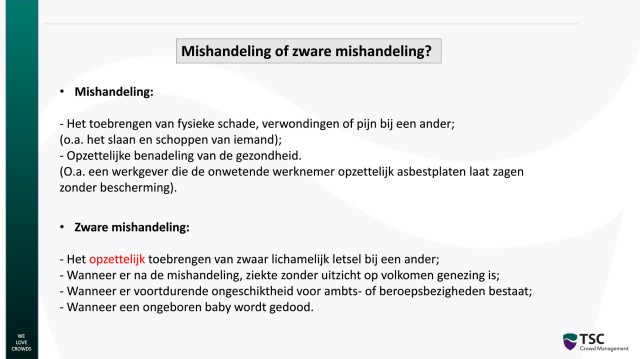 Mishandeling of zware mishandeling?
• Mishandeling:
- Het toebrengen van fysieke schade, verwondingen of pijn bij een ander;
(o.a. het slaan en schoppen van iemand);
- Opzettelijke benadeling van de gezondheid.
(O.a. een werkgever die de onwetende werknemer opzettelijk asbestplaten laat zagen
zonder bescherming).
• Zware mishandeling:
- Het opzettelijk toebrengen van zwaar lichamelijk letsel bij een ander;
- Wanneer er na de mishandeling, ziekte zonder uitzicht op volkomen genezing is;
- Wanneer er voortdurende ongeschiktheid voor ambts- of beroepsbezigheden bestaat;
- Wanneer een ongeboren baby wordt gedood.
WE
LOVE
CROWDS
TSC
Crowd Management